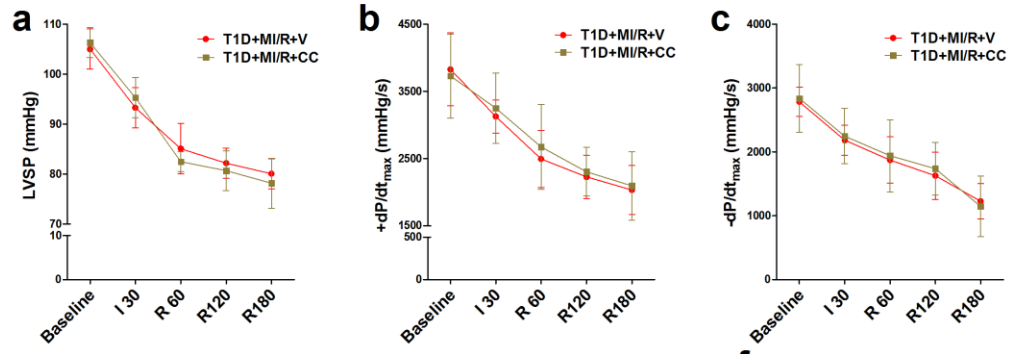 a
LVSP (mmHg)
110
100
90
80
70
10
0
T1D+MI/R+V
T1D+MI/R+CC
Baseline
I 30
R 60
R120
R180
b
+dP/dtmax (mmHg/s)
4500
3500
2500
1500
500
0
T1D+MI/R+V
T1D+MI/R+CC
Baseline
I 30
R 60
R120
R180
c
-dP/dtmax (mmHg/s)
4000
3000
2000
1000
0
T1D+MI/R+V
T1D+MI/R+CC
Baseline
I 30
R 60
R120
R180